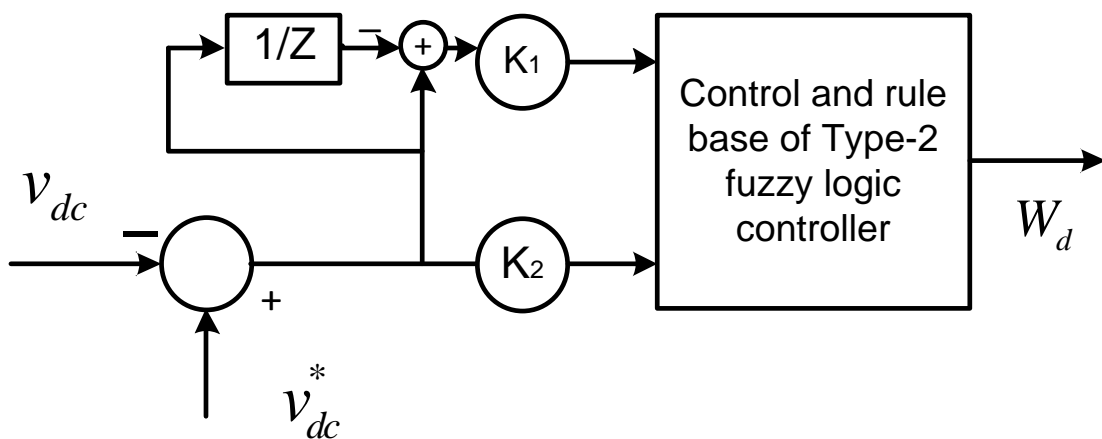 1/Z
−
+
K₁
Control and rule
base of Type-2
fuzzy logic
controller
v_dc
−
+
K₂
W_d
v*_dc